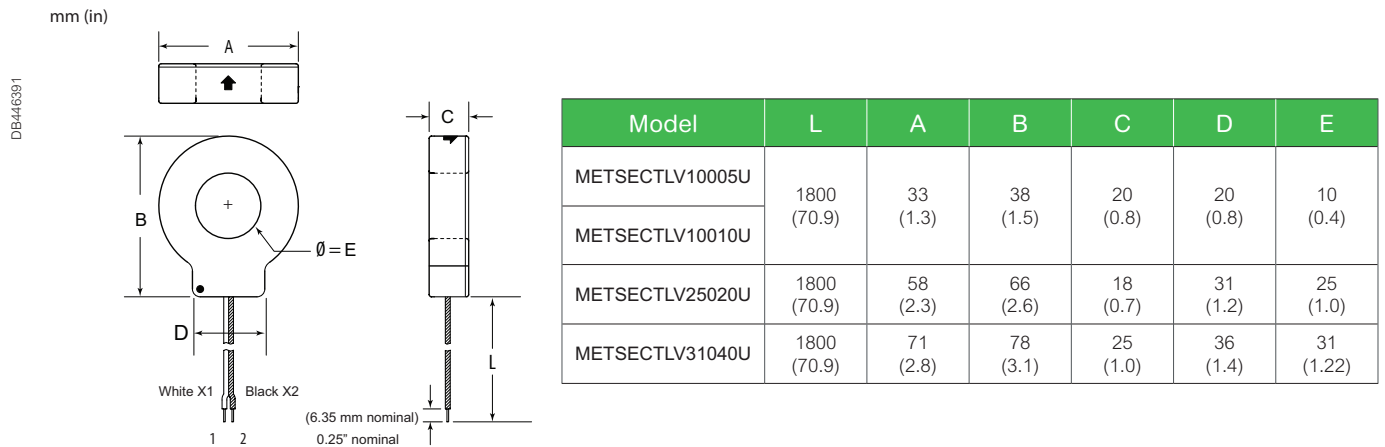 mm (in)
DB446391
A
B
Ø=E
D
White X1
Black X2
1 2
C
L
(6.35 mm nominal)
0.25" nominal
Model L A B C D E
METSECTLV10005U
METSECTLV10010U
1800 33 38 20 20 10
(70.9) (1.3) (1.5) (0.8) (0.8) (0.4)
METSECTLV25020U 1800 58 66 18 31 25
(70.9) (2.3) (2.6) (0.7) (1.2) (1.0)
METSECTLV31040U 1800 71 78 25 36 31
(70.9) (2.8) (3.1) (1.0) (1.4) (1.22)